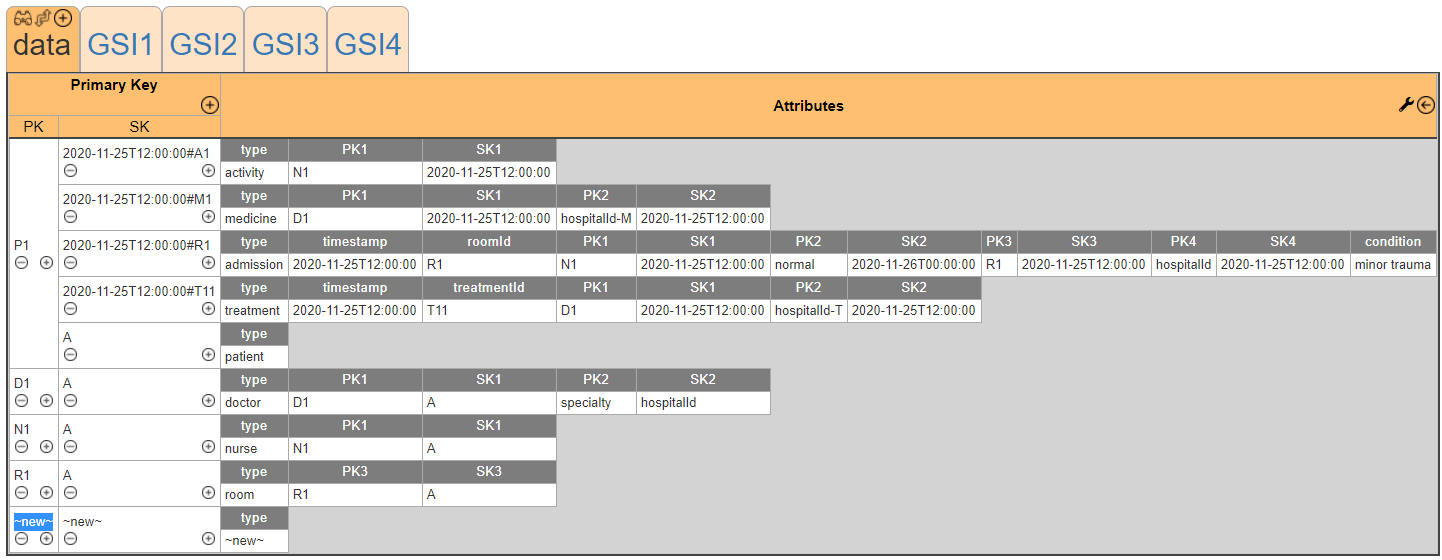 data GSI1 GSI2 GSI3 GSI4
Primary Key
Attributes
PK SK
2020-11-25T12:00:00#A1 type PK1 SK1
activity N1 2020-11-25T12:00:00
2020-11-25T12:00:00#M1 type PK1 SK1 PK2 SK2
medicine D1 2020-11-25T12:00:00 hospitalId-M 2020-11-25T12:00:00
P1 2020-11-25T12:00:00#R1 type timestamp roomId PK1 SK1 PK2 SK2 PK3 SK3 PK4 SK4 condition
admission 2020-11-25T12:00:00 R1 N1 2020-11-25T12:00:00 normal 2020-11-26T00:00:00 R1 2020-11-25T12:00:00 hospitalId 2020-11-25T12:00:00 minor trauma
2020-11-25T12:00:00#T11 type timestamp treatmentId PK1 SK1 PK2 SK2
treatment 2020-11-25T12:00:00 T11 D1 2020-11-25T12:00:00 hospitalId-T 2020-11-25T12:00:00
A type
patient
D1 A type PK1 SK1 PK2 SK2
doctor D1 A specialty hospitalId
N1 A type PK1 SK1
nurse N1 A
R1 A type PK3 SK3
room R1 A
~new~ ~new~ type
~new~